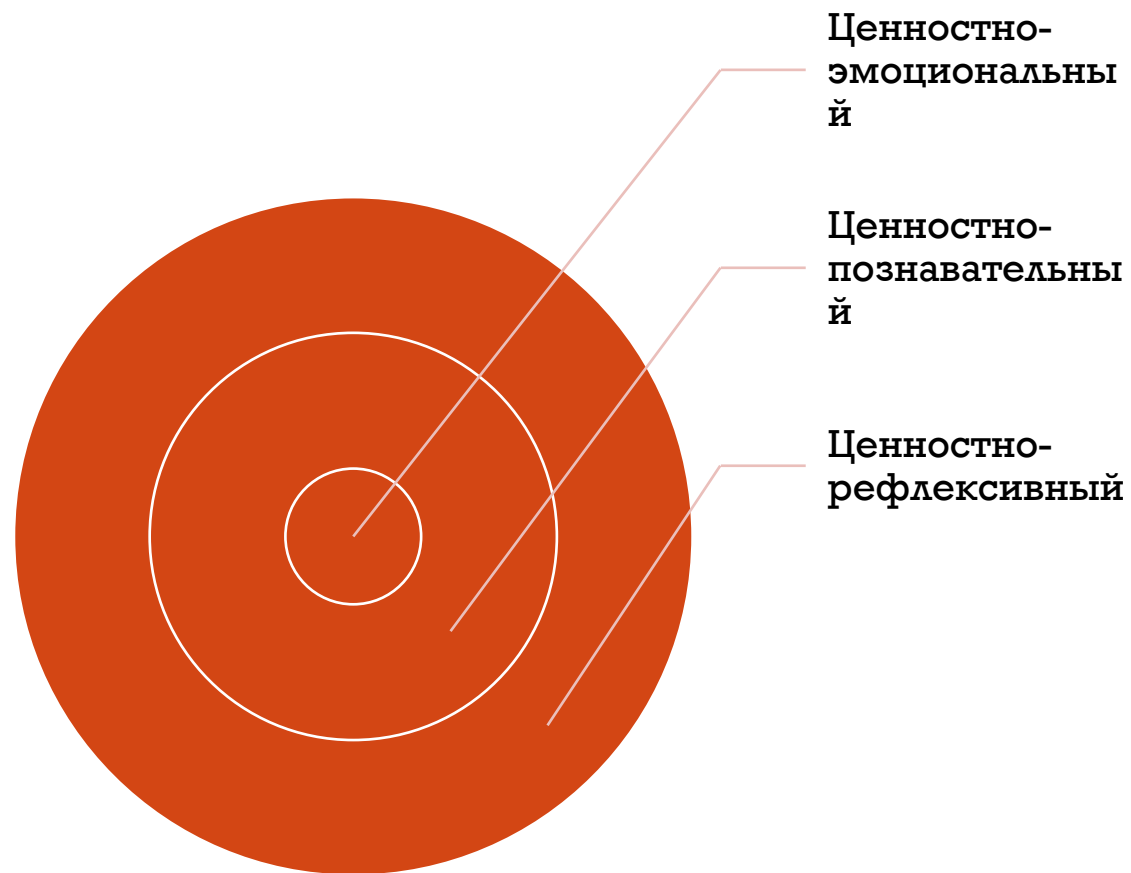 Ценностно-
эмоциональны
й
Ценностно-
познавательны
й
Ценностно-
рефлексивный